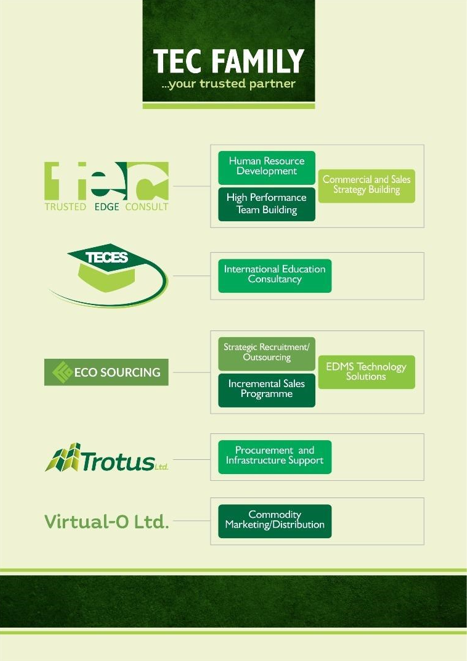 TEC FAMILY
...your trusted partner
tec
TRUSTED EDGE CONSULT
Human Resource
Development
Commercial and Sales
Strategy Building
High Performance
Team Building
TECES
International Education
Consultancy
ECO SOURCING
Strategic Recruitment/
Outsourcing
EDMS Technology
Solutions
Incremental Sales
Programme
Trotus Ltd.
Procurement and
Infrastructure Support
Virtual-O Ltd.
Commodity
Marketing/Distribution